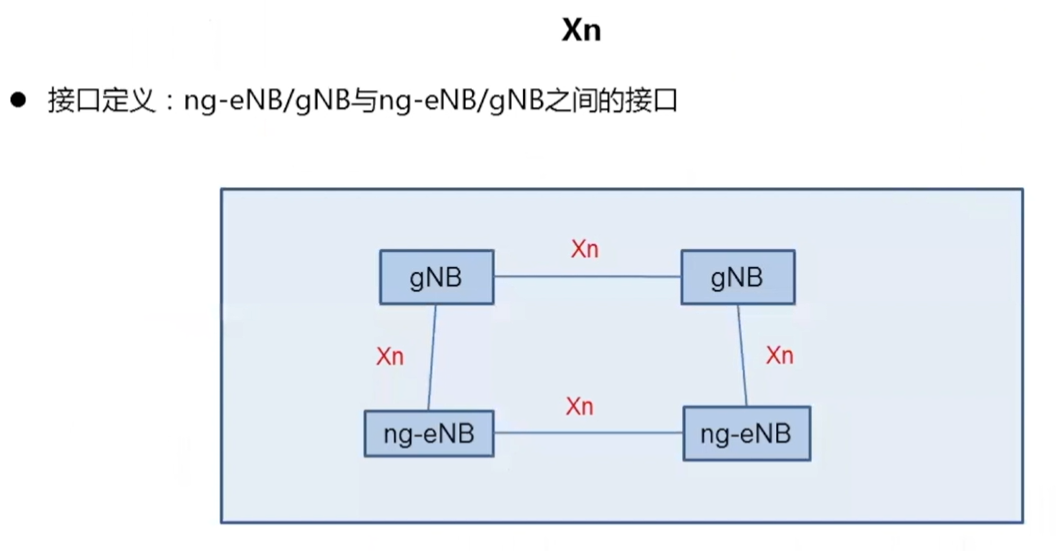 Xn
● 接口定义：ng-eNB/gNB与ng-eNB/gNB之间的接口
Xn
gNB
gNB
Xn
Xn
Xn
ng-eNB
ng-eNB